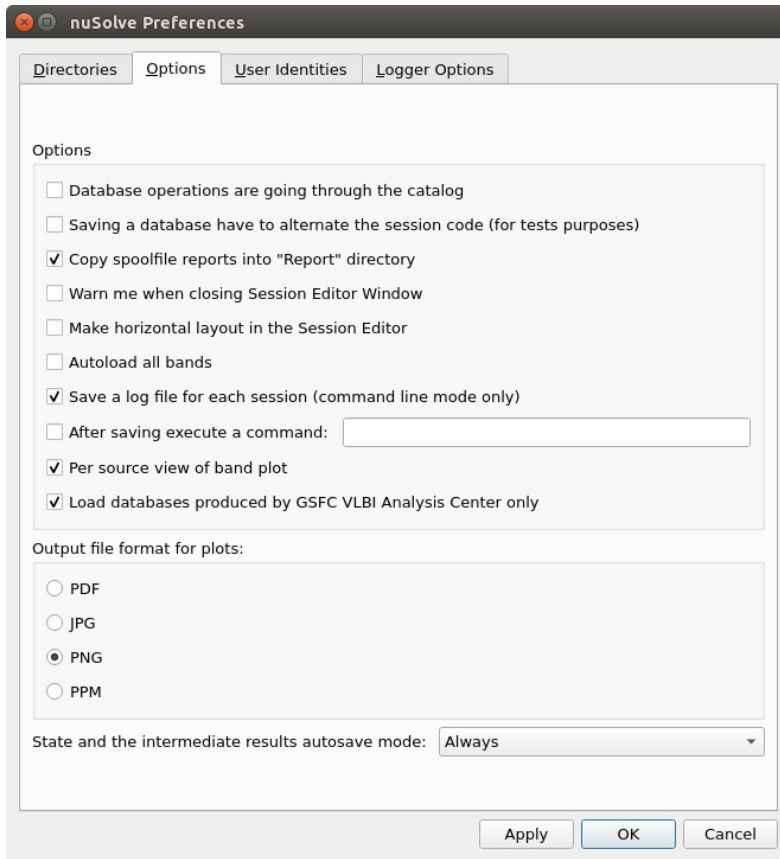 nuSolve Preferences
Directories Options User Identities Logger Options
Options
Database operations are going through the catalog
Saving a database have to alternate the session code (for tests purposes)
Copy spoolfile reports into "Report" directory
Warn me when closing Session Editor Window
Make horizontal layout in the Session Editor
Autoload all bands
Save a log file for each session (command line mode only)
After saving execute a command:
Per source view of band plot
Load databases produced by GSFC VLBI Analysis Center only
Output file format for plots:
PDF
JPG
PNG
PPM
State and the intermediate results autosave mode: Always
Apply OK Cancel